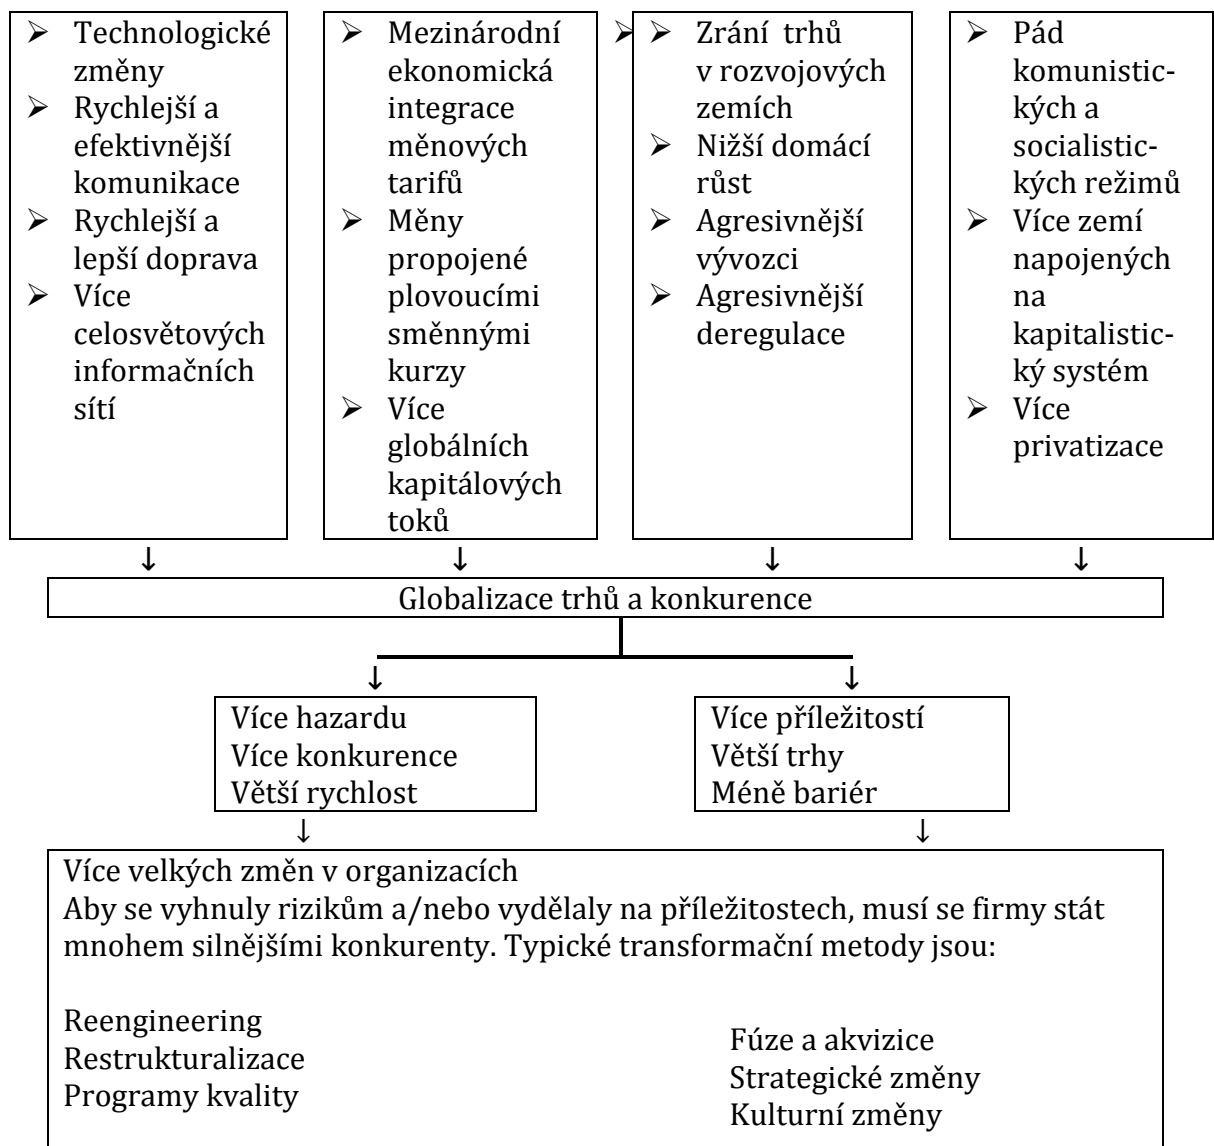 Technologické
změny
Rychlejší a
efektivnější
komunikace
Rychlejší a
lepší doprava
Více
celosvětových
informačních
sítí
Mezinárodní
ekonomická
integrace
měnových
tarifů
Měny
propojené
plovoucími
směnnými
kurzy
Více
globálních
kapitálových
toků
Zrání trhů
v rozvojových
zemích
Nižší domácí
růst
Agresivnější
vývozci
Agresivnější
deregulace
Pád
komunistic-
kých a
socialistic-
kých režimů
Více zemí
napojených
na
kapitalistic-
ký systém
Více
privatizace
Globalizace trhů a konkurence
Více hazardu
Více konkurence
Větší rychlost
Více příležitostí
Větší trhy
Méně bariér
Více velkých změn v organizacích
Aby se vyhnuly rizikům a/nebo vydělaly na příležitostech, musí se firmy stát
mnohem silnějšími konkurenty. Typické transformační metody jsou:
Reengineering
Restrukturalizace
Programy kvality
Fúze a akvizice
Strategické změny
Kulturní změny